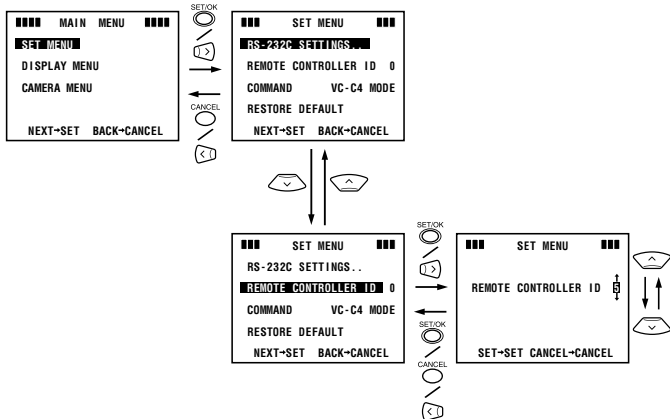 MAIN MENU
SET MENU
DISPLAY MENU
CAMERA MENU
NEXT→SET BACK→CANCEL
SET/OK
CANCEL
SET MENU
RS-232C SETTINGS..
REMOTE CONTROLLER ID 0
COMMAND VC-C4 MODE
RESTORE DEFAULT
NEXT→SET BACK→CANCEL
SET MENU
RS-232C SETTINGS..
REMOTE CONTROLLER ID 0
COMMAND VC-C4 MODE
RESTORE DEFAULT
NEXT→SET BACK→CANCEL
SET/OK
SET/OK
CANCEL
SET MENU
REMOTE CONTROLLER ID
SET→SET CANCEL→CANCEL